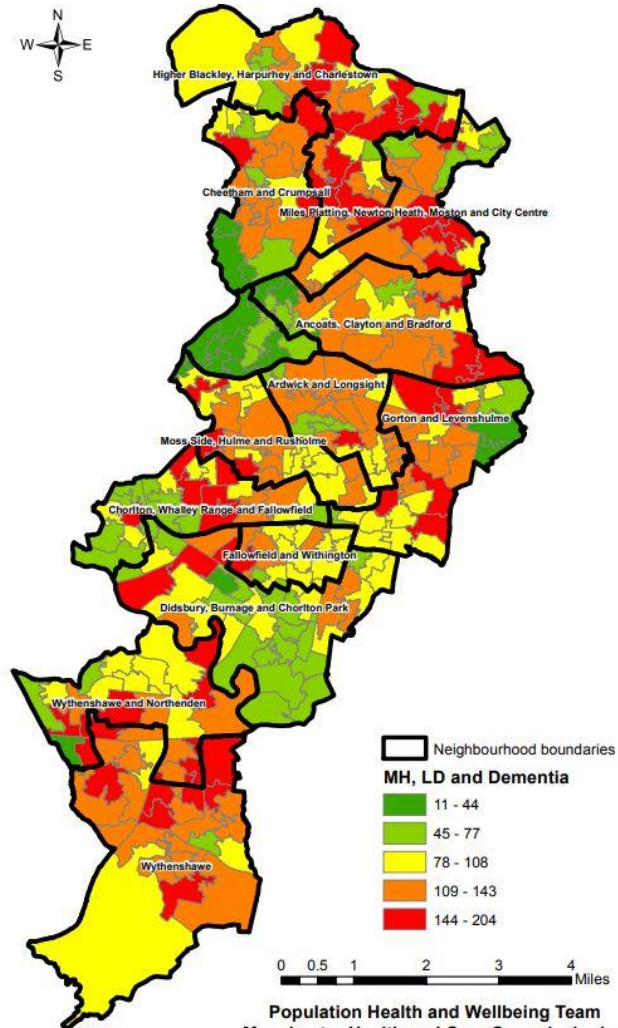 N
W E
S
Higher Blackley, Harpurhey and Charlestown
Cheetham and Crumpsall
Miles Platting, Newton Heath, Moston and City Centre
Ancoats, Clayton and Bradford
Ardwick and Longsight
Gorton and Levenshulme
Moss Side, Hulme and Rusholme
Chorlton, Whalley Range and Fallowfield
Fallowfield and Withington
Didsbury, Burnage and Chorlton Park
Wythenshawe and Northenden
Wythenshawe
Neighbourhood boundaries
MH, LD and Dementia
11 - 44
45 - 77
78 - 108
109 - 143
144 - 204
0 0.5 1 2 3 4
Miles
Population Health and Wellbeing Team